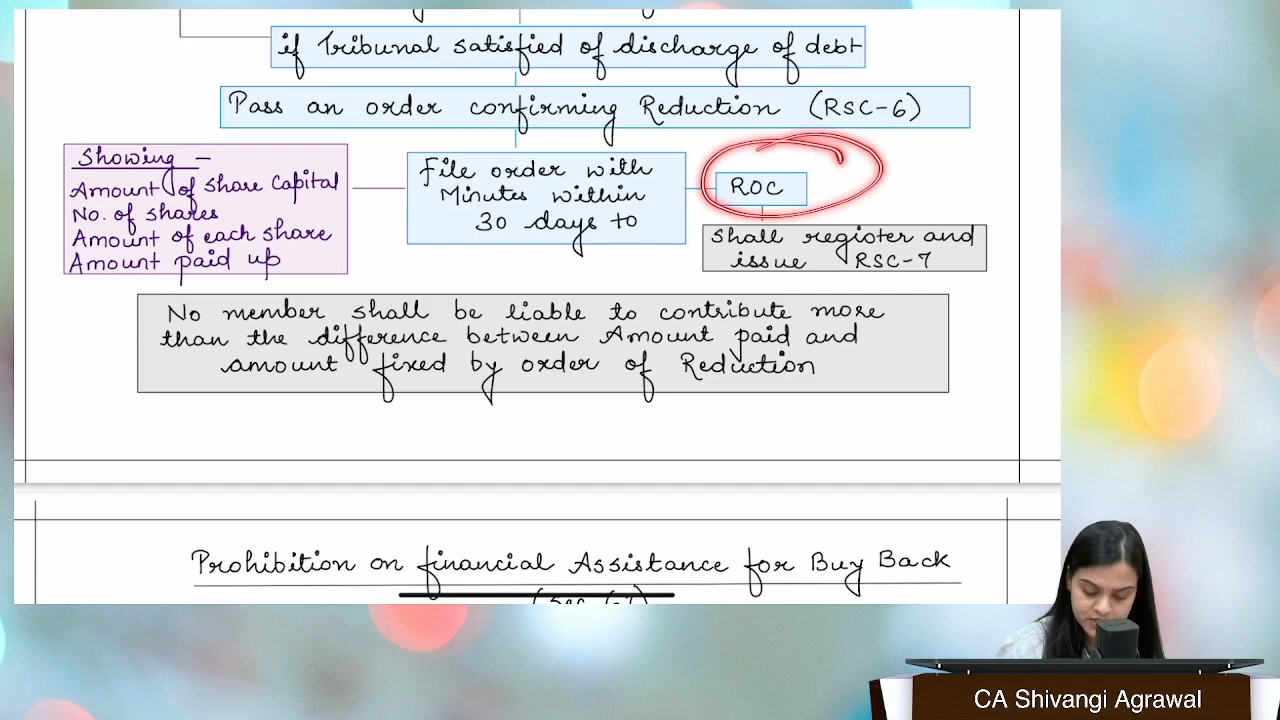 if Tribunal satisfied of discharge of debt
Pass an order confirming Reduction (RSC-6)
Showing –
Amount of share Capital
No. of shares
Amount of each share
Amount paid up
File order with
Minutes within
30 days to
ROC
shall register and
issue RSC-7
No member shall be liable to contribute more
than the difference between Amount paid and
amount fixed by order of Reduction
Prohibition on financial Assistance for Buy Back
CA Shivangi Agrawal